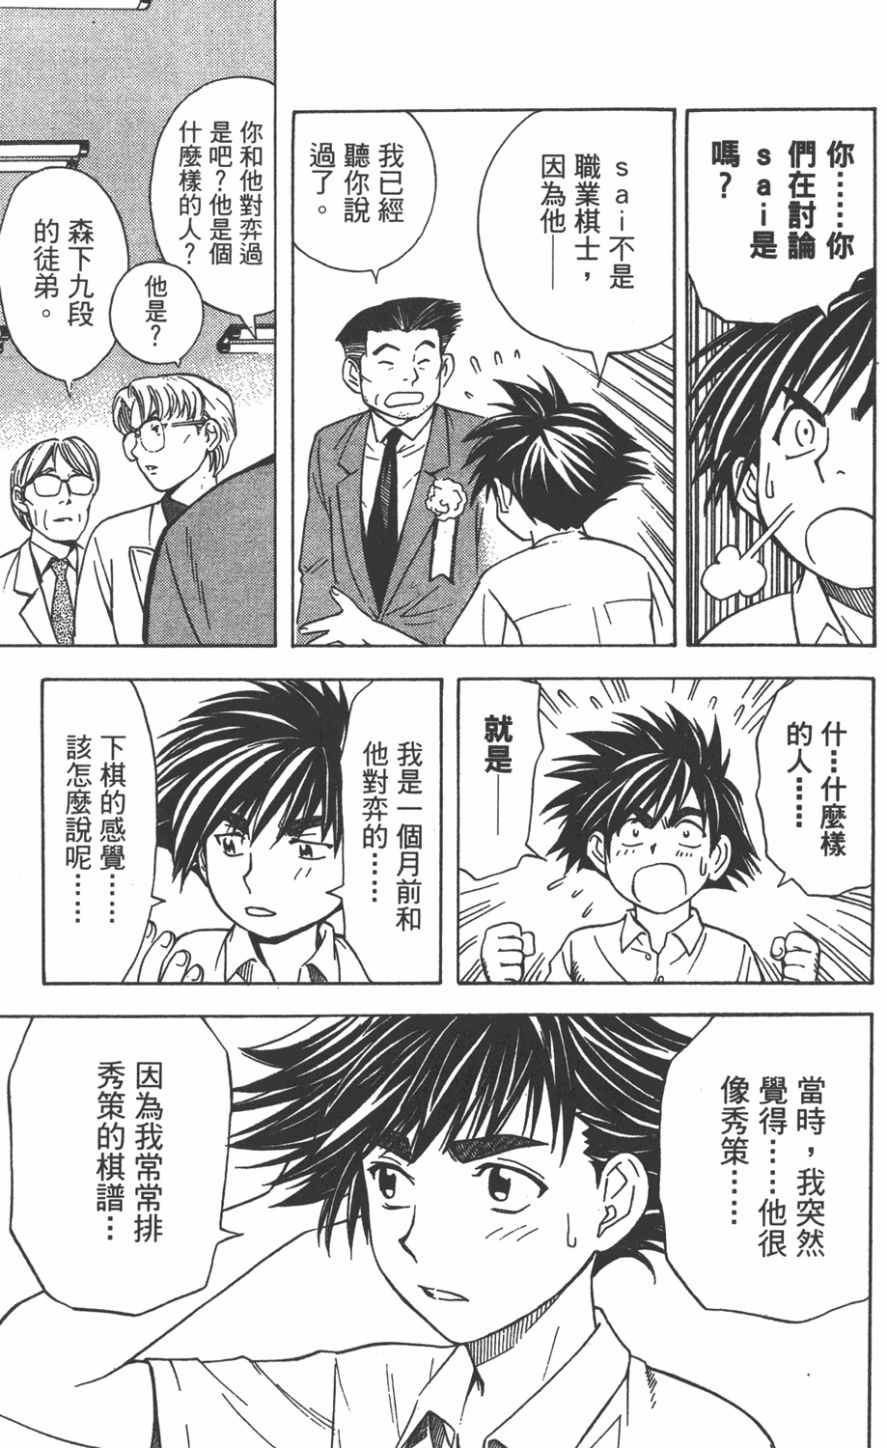 你……你
們在討論
sai是
嗎？
sai不是
職業棋士，
因為他——
我已經
聽你說
過了。
你和他對弈過
是吧？他是個
什麼樣的人？
他是？
森下九段
的徒弟。
什…什麼樣
的人……
就是——
我是一個月前和
他對弈的……
下棋的感覺……
該怎麼說呢……
當時，我突然
覺得……他很
像秀策……
因為我常常排
秀策的棋譜…